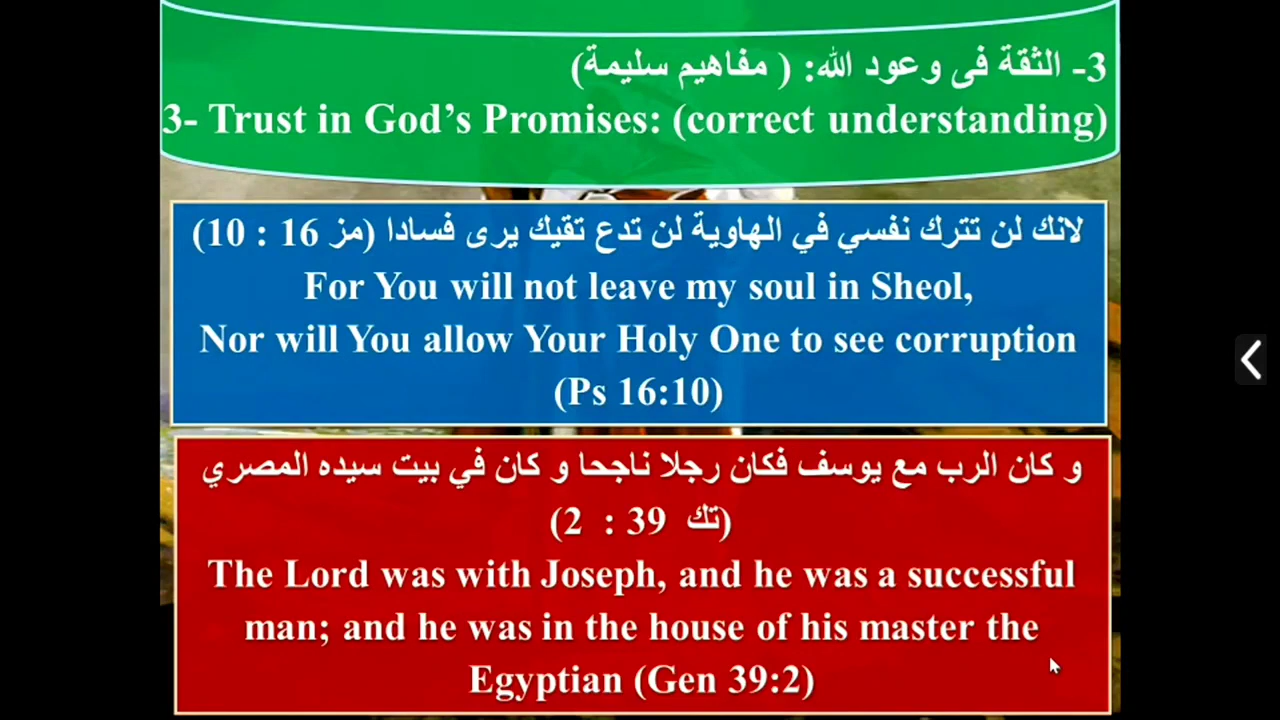 3- الثقة فى وعود الله: ( مفاهيم سليمة)
3- Trust in God’s Promises: (correct understanding)
لانك لن تترك نفسي في الهاوية لن تدع تقيك يرى فسادا (مز 16 : 10)
For You will not leave my soul in Sheol,
Nor will You allow Your Holy One to see corruption
(Ps 16:10)
و كان الرب مع يوسف فكان رجلا ناجحا و كان في بيت سيده المصري
(تك 39 : 2)
The Lord was with Joseph, and he was a successful
man; and he was in the house of his master the
Egyptian (Gen 39:2)